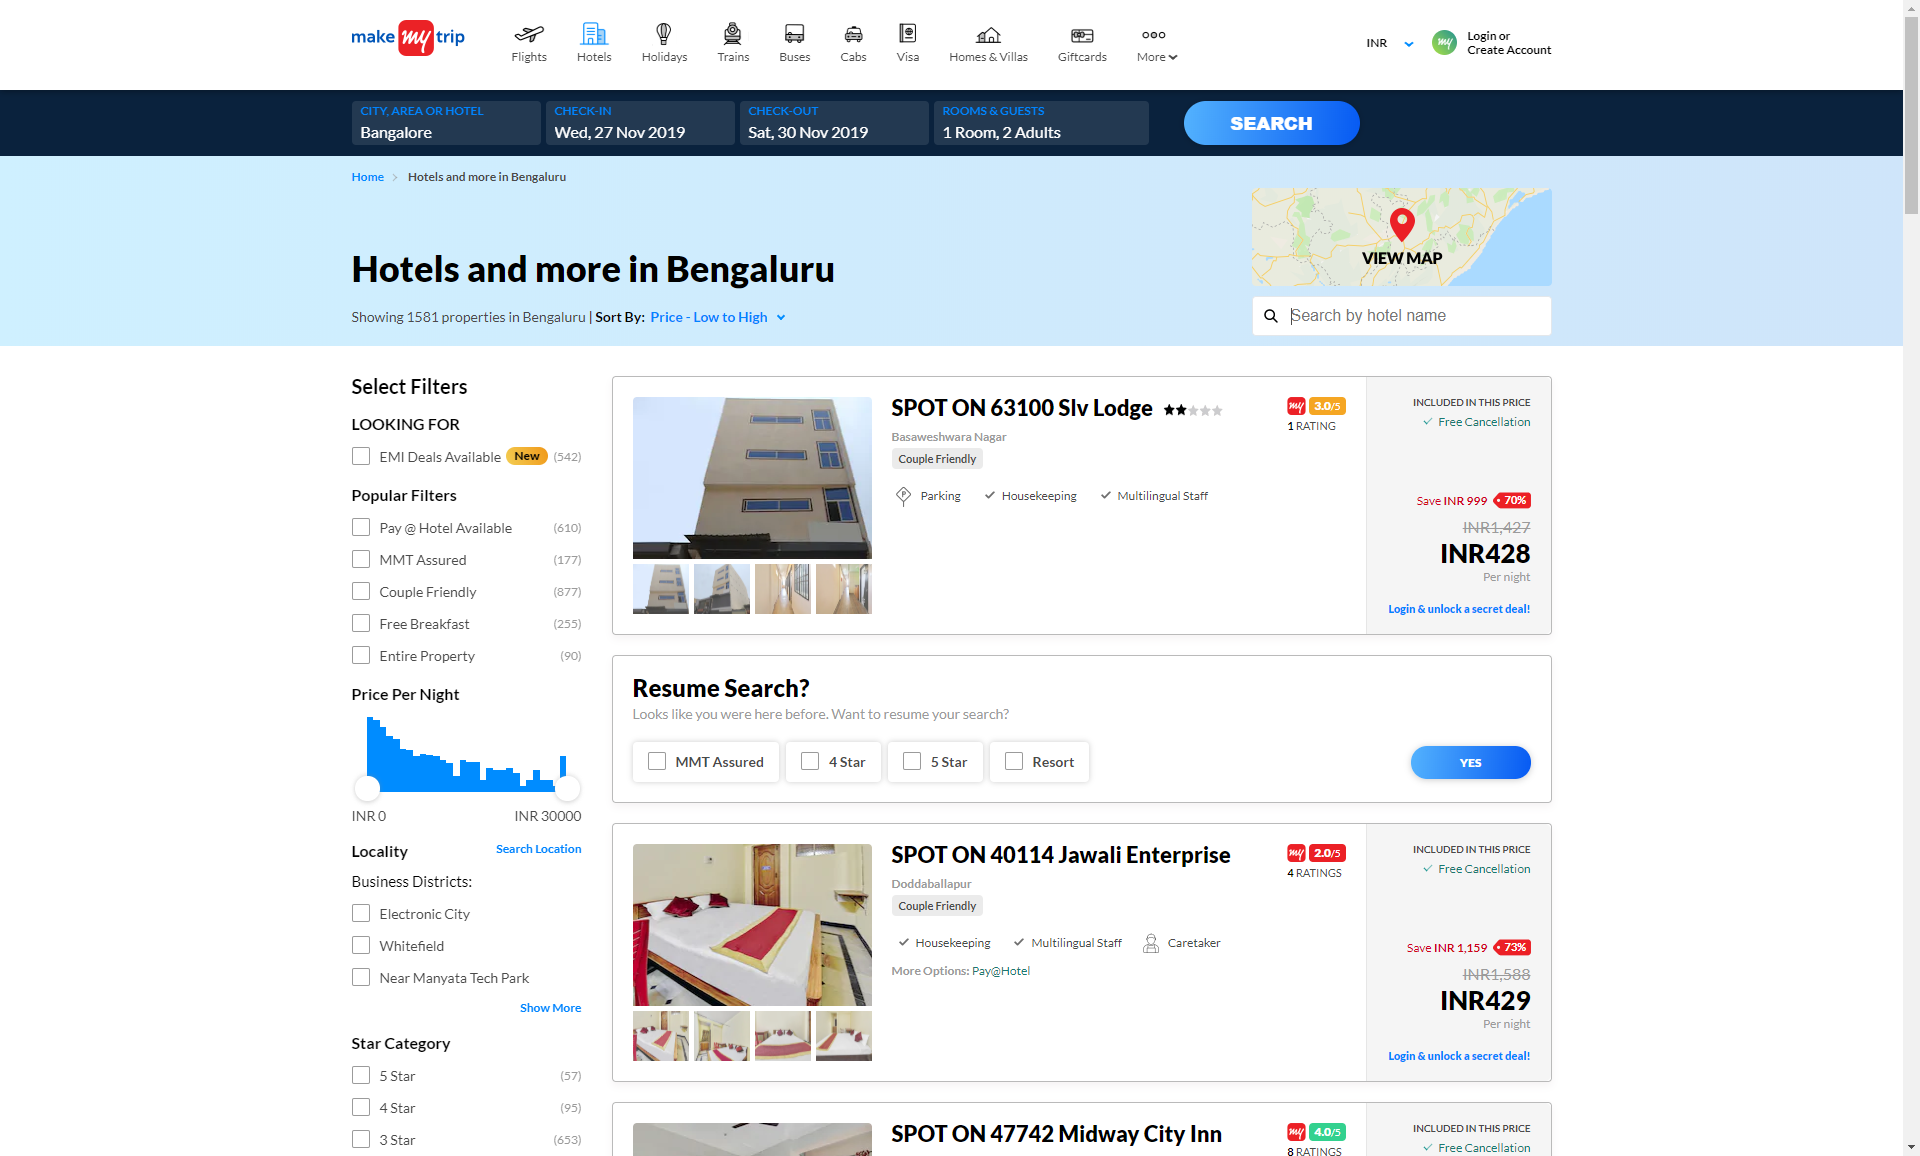 make my trip
Flights
Hotels
Holidays
Trains
Buses
Cabs
Visa
Homes & Villas
Giftcards
More
INR
my
Login or
Create Account
CITY, AREA OR HOTEL
Bangalore
CHECK-IN
Wed, 27 Nov 2019
CHECK-OUT
Sat, 30 Nov 2019
ROOMS & GUESTS
1 Room, 2 Adults
SEARCH
Home
Hotels and more in Bengaluru
VIEW MAP
Hotels and more in Bengaluru
Showing 1581 properties in Bengaluru | Sort By: Price - Low to High
Search by hotel name
Select Filters
LOOKING FOR
EMI Deals Available New (542)
Popular Filters
Pay @ Hotel Available (610)
MMT Assured (177)
Couple Friendly (877)
Free Breakfast (255)
Entire Property (90)
Price Per Night
INR 0 INR 30000
Locality Search Location
Business Districts:
Electronic City
Whitefield
Near Manyata Tech Park
Show More
Star Category
5 Star (57)
4 Star (95)
3 Star (653)
SPOT ON 63100 Slv Lodge
Basaweshwara Nagar
Couple Friendly
P Parking Housekeeping Multilingual Staff
my 3.0/5
1 RATING
INCLUDED IN THIS PRICE
Free Cancellation
Save INR 999 70%
INR1,427
INR428
Per night
Login & unlock a secret deal!
Resume Search?
Looks like you were here before. Want to resume your search?
MMT Assured 4 Star 5 Star Resort YES
SPOT ON 40114 Jawali Enterprise
Doddaballapur
Couple Friendly
Housekeeping Multilingual Staff Caretaker
More Options: Pay@Hotel
my 2.0/5
4 RATINGS
INCLUDED IN THIS PRICE
Free Cancellation
Save INR 1,159 73%
INR1,588
INR429
Per night
Login & unlock a secret deal!
SPOT ON 47742 Midway City Inn
my 4.0/5
8 RATINGS
INCLUDED IN THIS PRICE
Free Cancellation